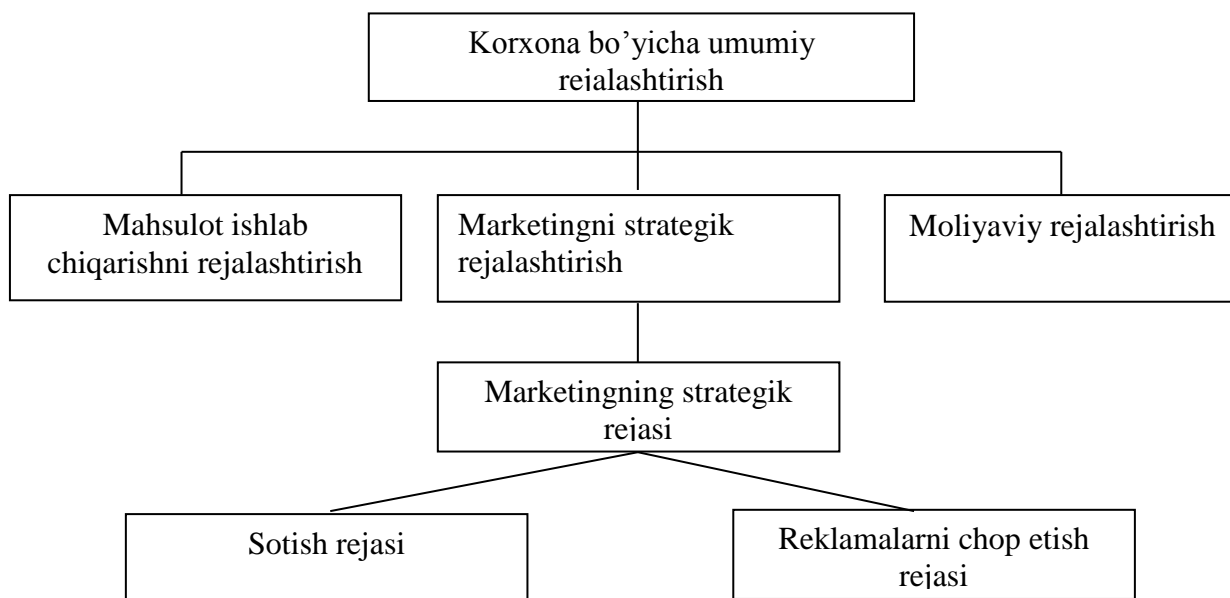 Korxona bo’yicha umumiy
rejalashtirish
Mahsulot ishlab
chiqarishni rejalashtirish
Marketingni strategik
rejalashtirish
Moliyaviy rejalashtirish
Marketingning strategik
rejasi
Sotish rejasi
Reklamalarni chop etish
rejasi